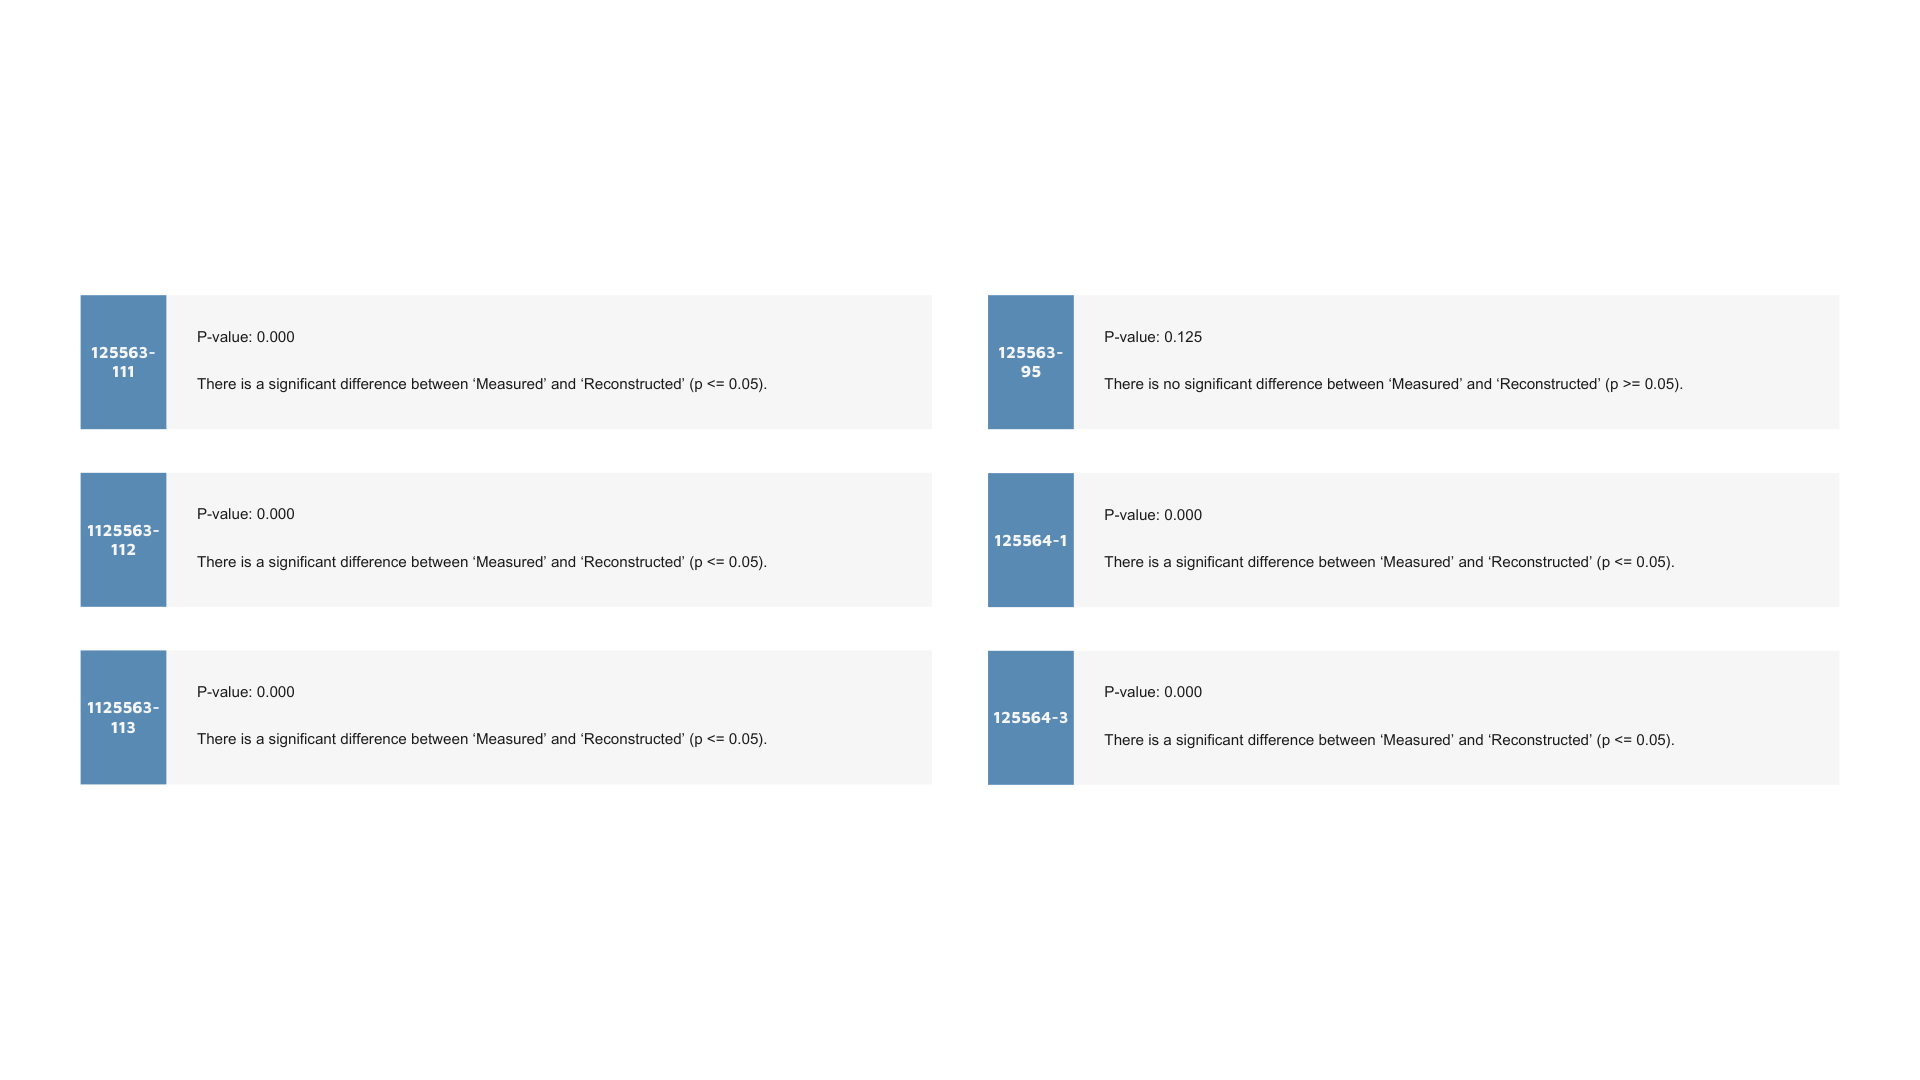 125563-
111
P-value: 0.000
There is a significant difference between ‘Measured’ and ‘Reconstructed’ (p <= 0.05).
1125563-
112
P-value: 0.000
There is a significant difference between ‘Measured’ and ‘Reconstructed’ (p <= 0.05).
1125563-
113
P-value: 0.000
There is a significant difference between ‘Measured’ and ‘Reconstructed’ (p <= 0.05).
125563-
95
P-value: 0.125
There is no significant difference between ‘Measured’ and ‘Reconstructed’ (p >= 0.05).
125564-1
P-value: 0.000
There is a significant difference between ‘Measured’ and ‘Reconstructed’ (p <= 0.05).
125564-3
P-value: 0.000
There is a significant difference between ‘Measured’ and ‘Reconstructed’ (p <= 0.05).